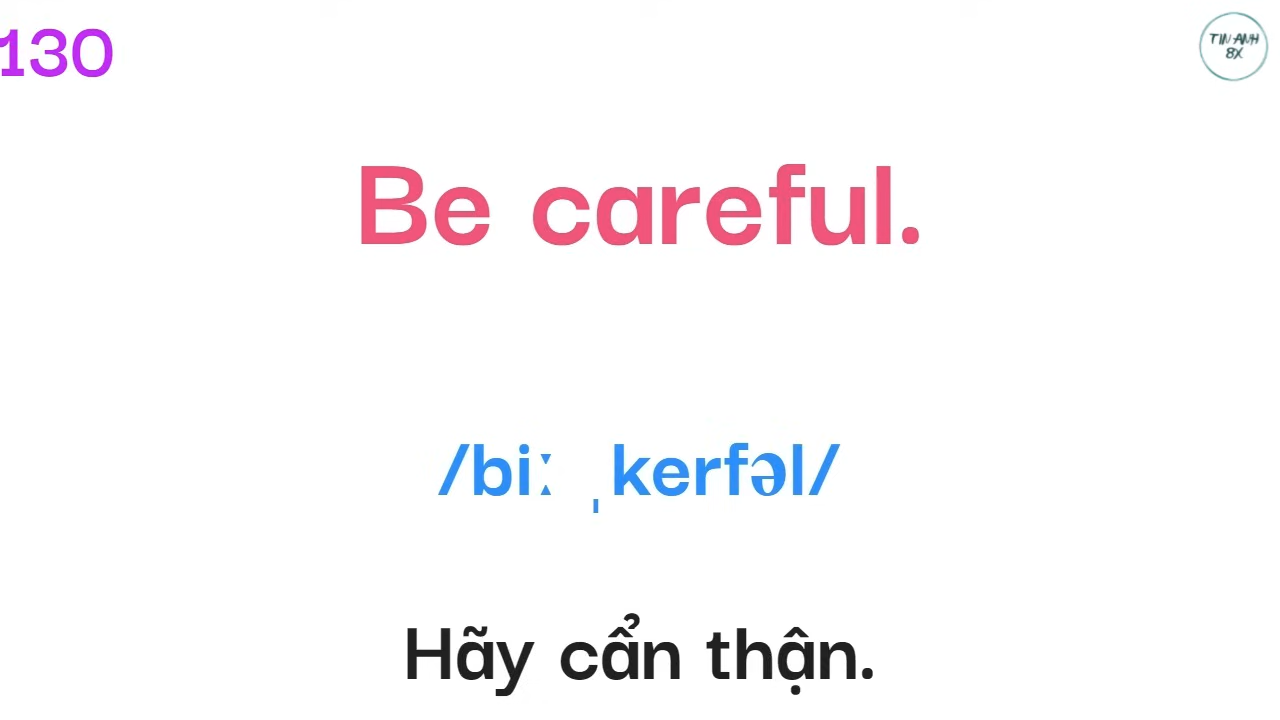 130
TIN ANH
8X
Be careful.
/biː ˌkerfəl/
Hãy cẩn thận.